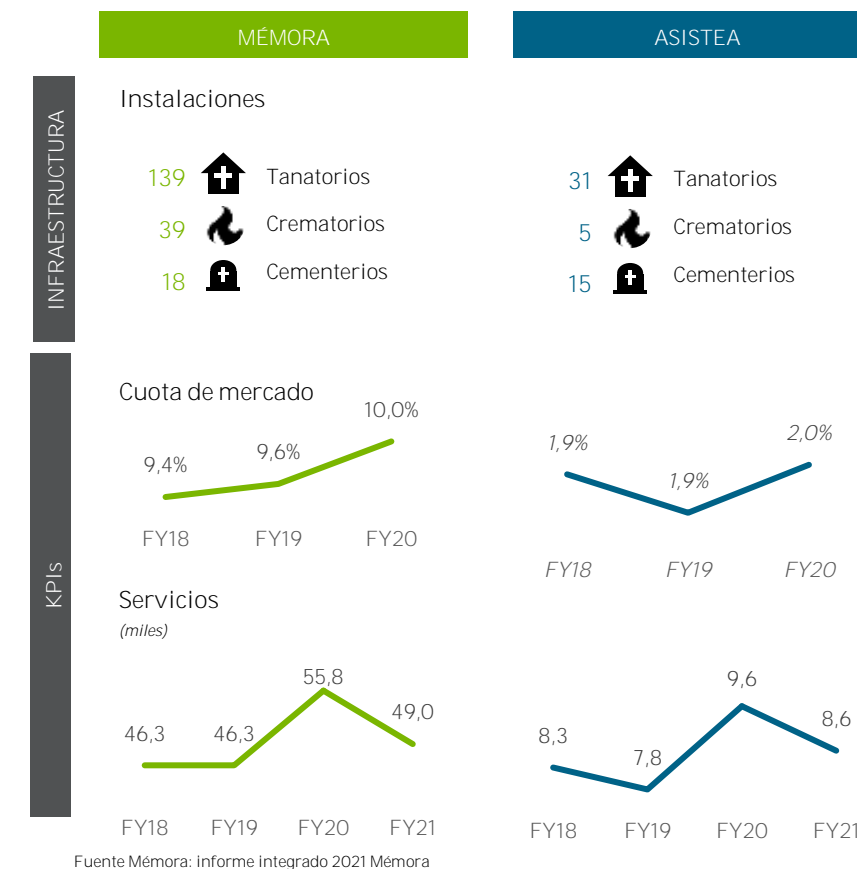 MÉMORA
ASISTEA
INFRAESTRUCTURA
Instalaciones
139 Tanatorios
39 Crematorios
18 Cementerios
31 Tanatorios
5 Crematorios
15 Cementerios
KPIs
Cuota de mercado
9,4% 9,6% 10,0%
FY18 FY19 FY20
1,9% 1,9% 2,0%
FY18 FY19 FY20
Servicios
(miles)
46,3 46,3 55,8 49,0
FY18 FY19 FY20 FY21
8,3 7,8 9,6 8,6
FY18 FY19 FY20 FY21
Fuente Mémora: informe integrado 2021 Mémora